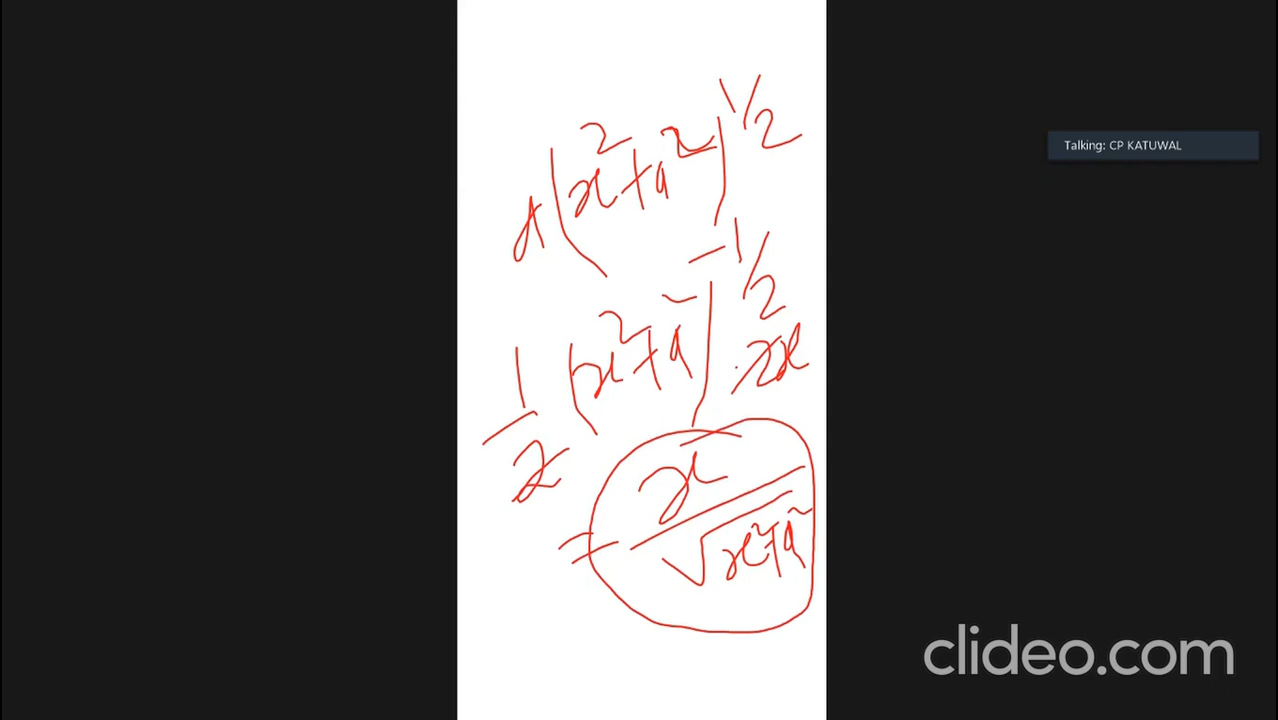 d(x²+a²)^1/2
Talking: CP KATUWAL
1/2 (x²+a²)^-1/2 .2x
= x/√x²+a²
clideo.com